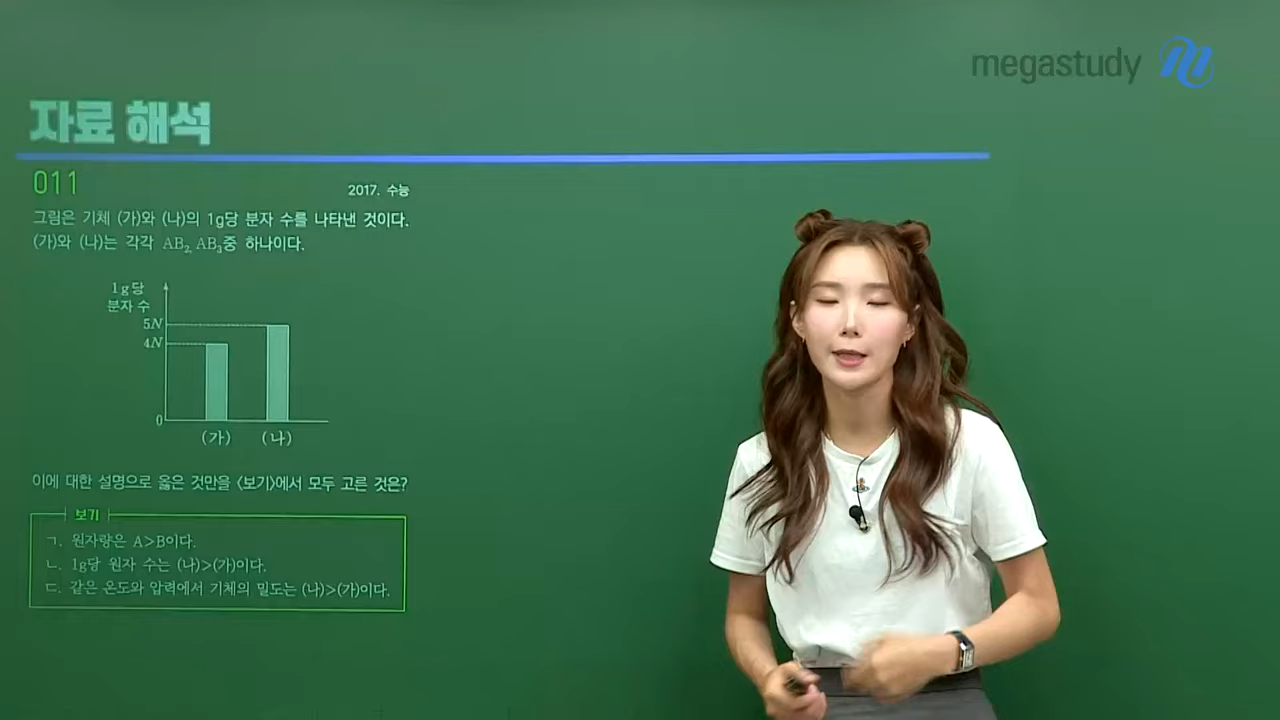 megastudy
자료 해석
011
2017. 수능
그림은 기체 (가)와 (나)의 1g당 분자 수를 나타낸 것이다.
(가)와 (나)는 각각 AB₂, AB₃중 하나이다.
1g당
분자 수
5N
4N
0
(가) (나)
이에 대한 설명으로 옳은 것만을 <보기>에서 모두 고른 것은?
보기
ㄱ. 원자량은 A>B이다.
ㄴ. 1g당 원자 수는 (나)>(가)이다.
ㄷ. 같은 온도와 압력에서 기체의 밀도는 (나)>(가)이다.